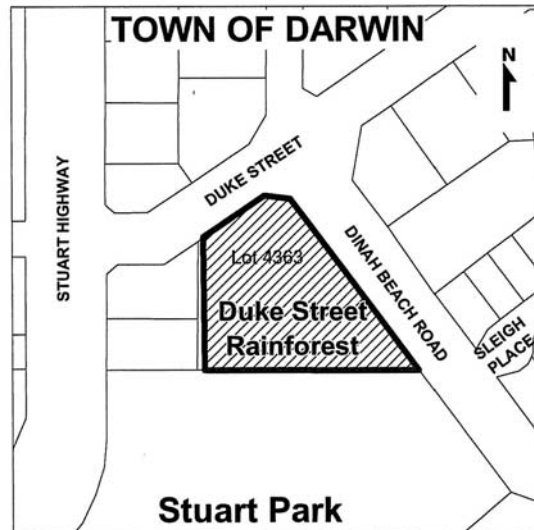 TOWN OF DARWIN
N
DUKE STREET
STUART HIGHWAY
Lot 4363
DINAH BEACH ROAD
Duke Street
Rainforest
SLEIGH
PLACE
Stuart Park